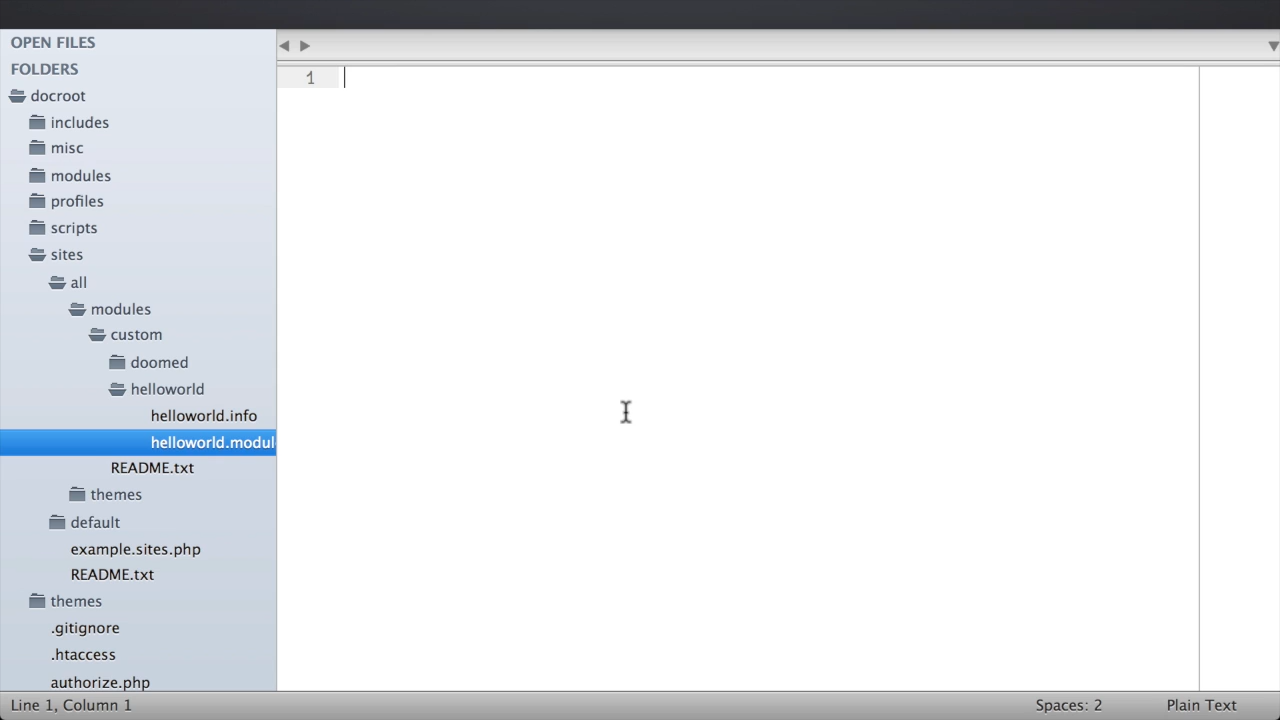 OPEN FILES
FOLDERS
docroot
includes
misc
modules
profiles
scripts
sites
all
modules
custom
doomed
helloworld
helloworld.info
helloworld.modul
README.txt
themes
default
example.sites.php
README.txt
themes
.gitignore
.htaccess
authorize.php
1
Line 1, Column 1
Spaces: 2
Plain Text